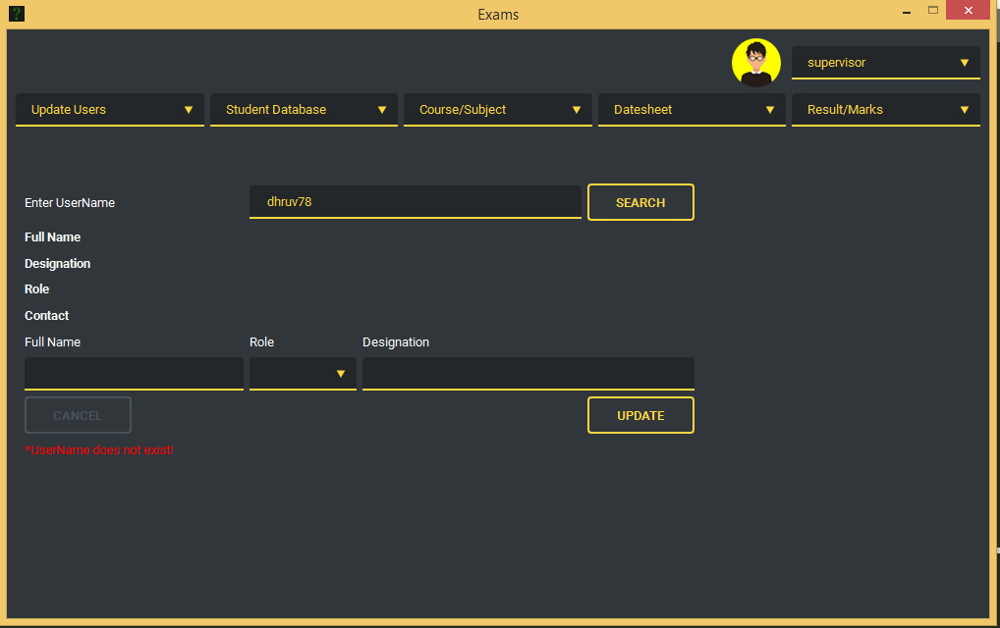 Exams
supervisor
Update Users Student Database Course/Subject Datesheet Result/Marks
Enter UserName dhruv78 SEARCH
Full Name
Designation
Role
Contact
Full Name Role Designation
CANCEL UPDATE
*UserName does not exist!